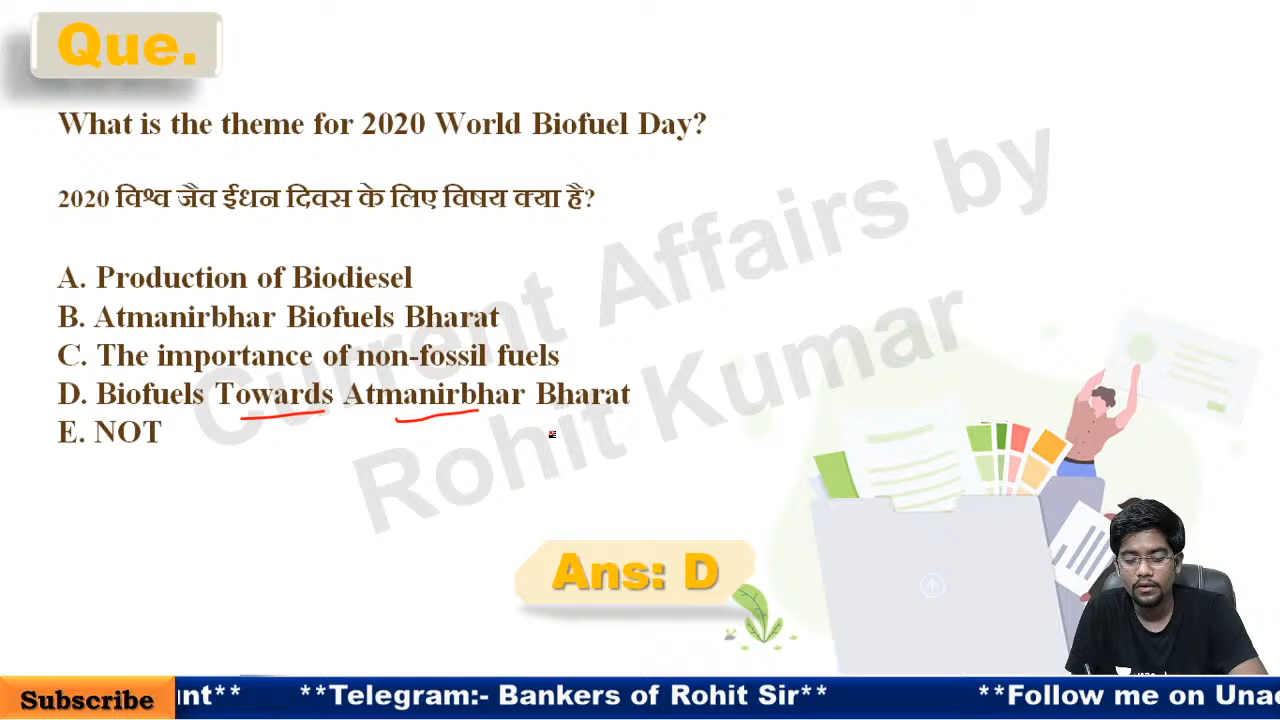 Que.
What is the theme for 2020 World Biofuel Day?
2020 विश्व जैव ईंधन दिवस के लिए विषय क्या है?
A. Production of Biodiesel
B. Atmanirbhar Biofuels Bharat
C. The importance of non-fossil fuels
D. Biofuels Towards Atmanirbhar Bharat
E. NOT
Current Affairs by
Rohit Kumar
Ans: D
Subscribe
unt** **Telegram:- Bankers of Rohit Sir** **Follow me on Unac